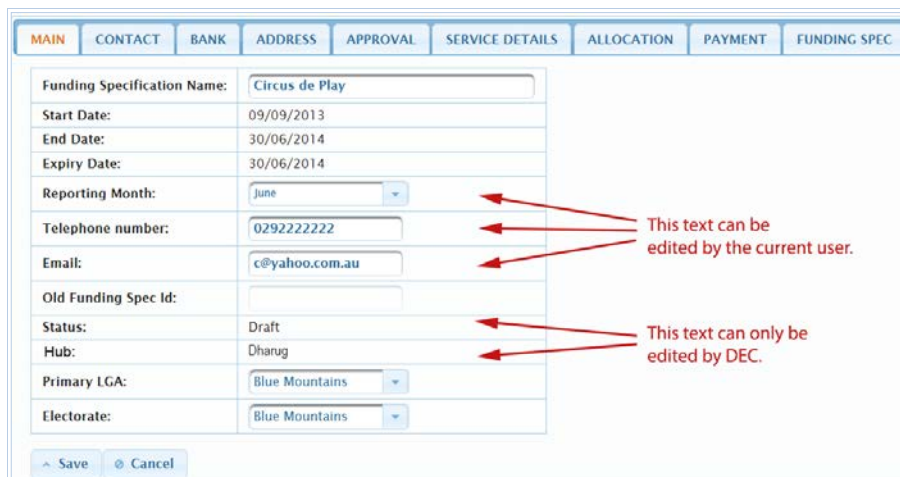 MAIN CONTACT BANK ADDRESS APPROVAL SERVICE DETAILS ALLOCATION PAYMENT FUNDING SPEC
Funding Specification Name: Circus de Play
Start Date: 09/09/2013
End Date: 30/06/2014
Expiry Date: 30/06/2014
Reporting Month: June
Telephone number: 0292222222
Email: c@yahoo.com.au
Old Funding Spec Id:
Status: Draft
Hub: Dharug
Primary LGA: Blue Mountains
Electorate: Blue Mountains
Save Cancel
This text can be
edited by the current user.
This text can only be
edited by DEC.